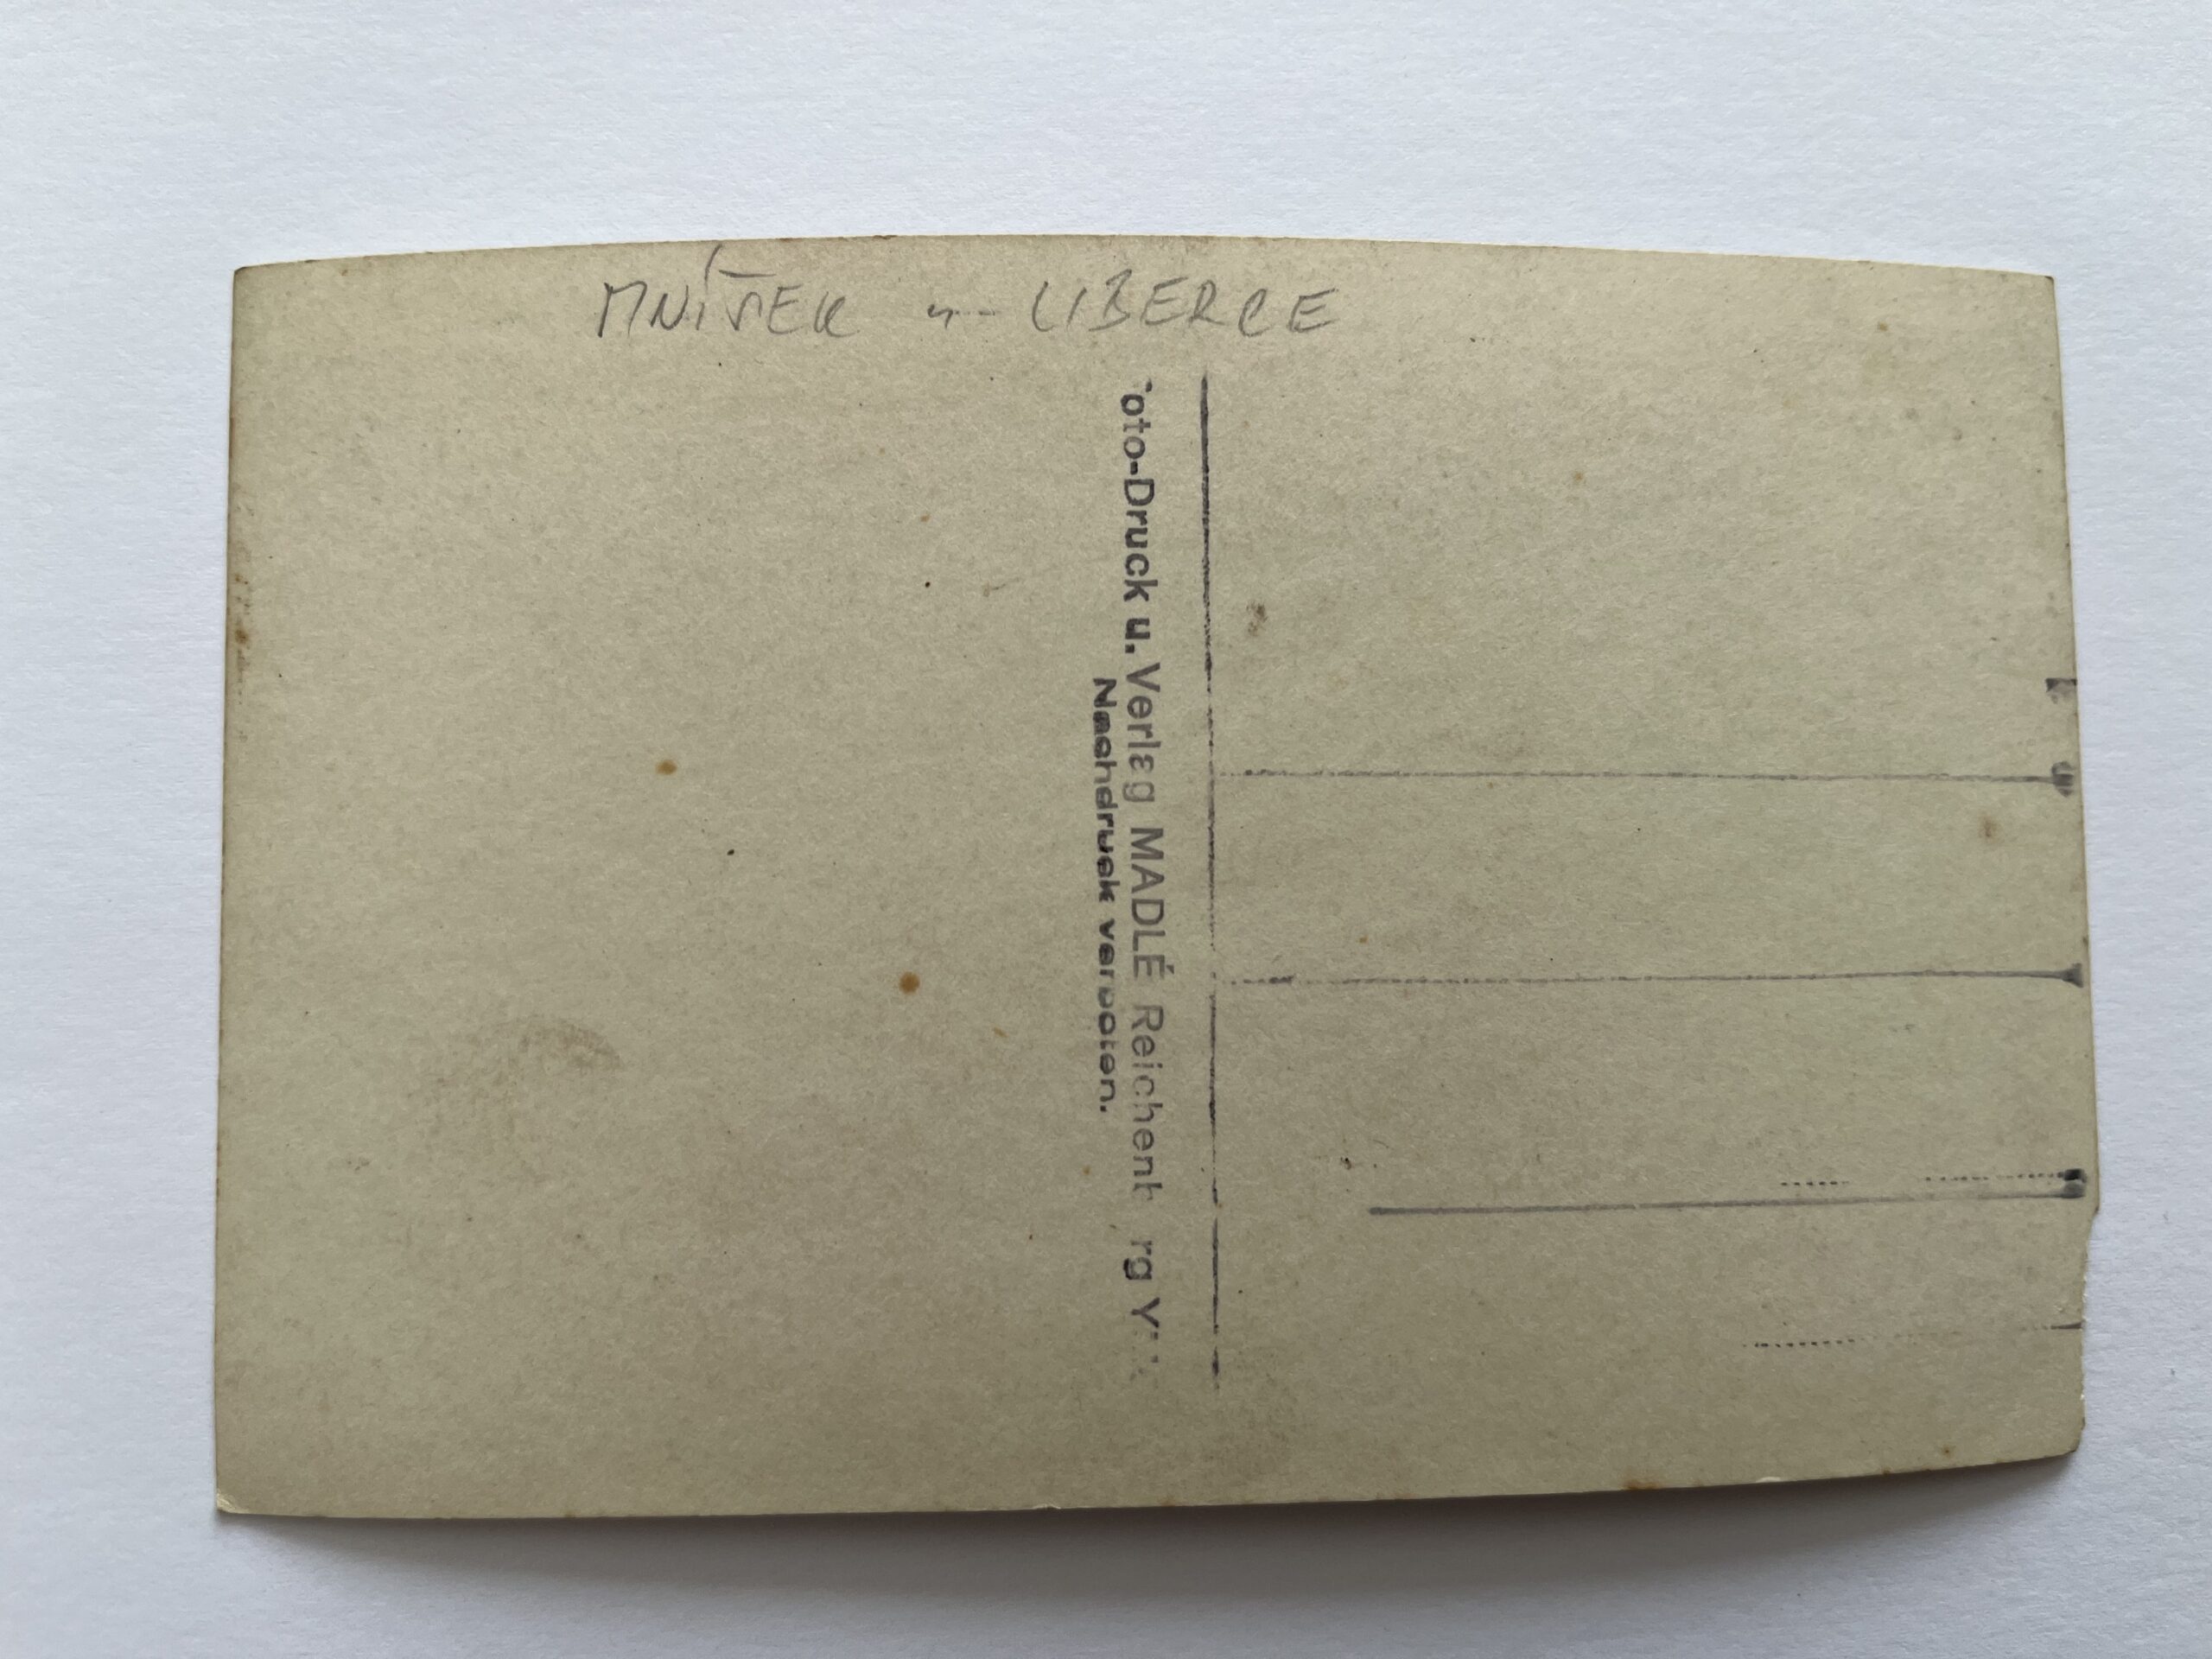 MNÍŠEK u LIBERCE
oto-Druck u. Verlag MADLÉ Reichenb rg
Nachdruck verboten.